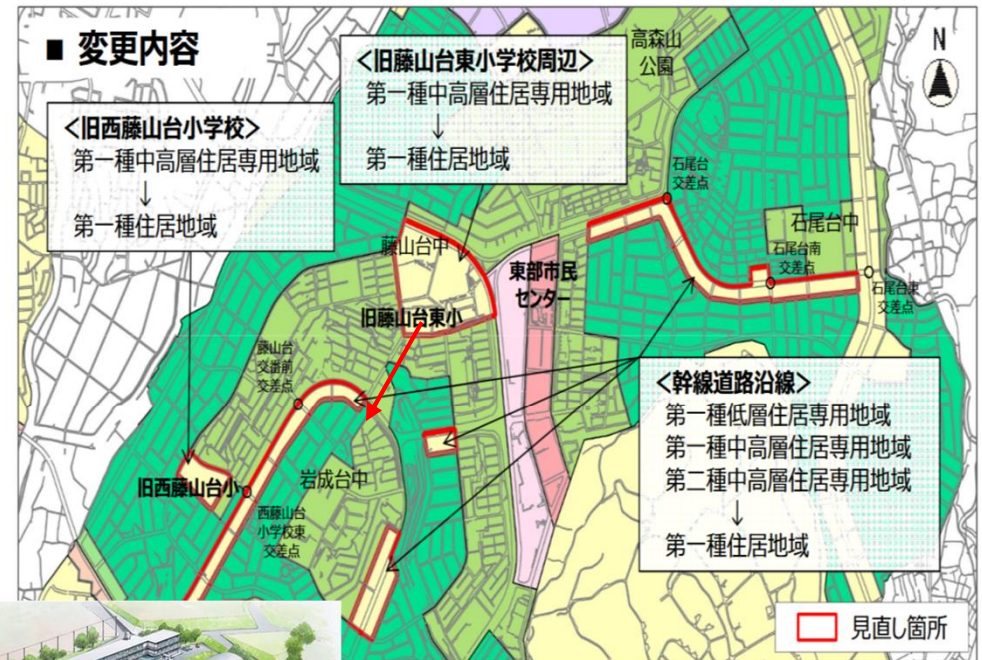 ■ 変更内容
高森山
公園
N
<旧西藤山台小学校>
第一種中高層住居専用地域
↓
第一種住居地域
<旧藤山台東小学校周辺>
第一種中高層住居専用地域
↓
第一種住居地域
石尾台
交差点
石尾台中
石尾台南
交差点
石尾台東
交差点
藤山台中
東部市民
センター
旧藤山台東小
藤山台
交番前
交差点
岩成台中
旧西藤山台小
西藤山台
小学校東
交差点
<幹線道路沿線>
第一種低層住居専用地域
第一種中高層住居専用地域
第二種中高層住居専用地域
↓
第一種住居地域
見直し箇所